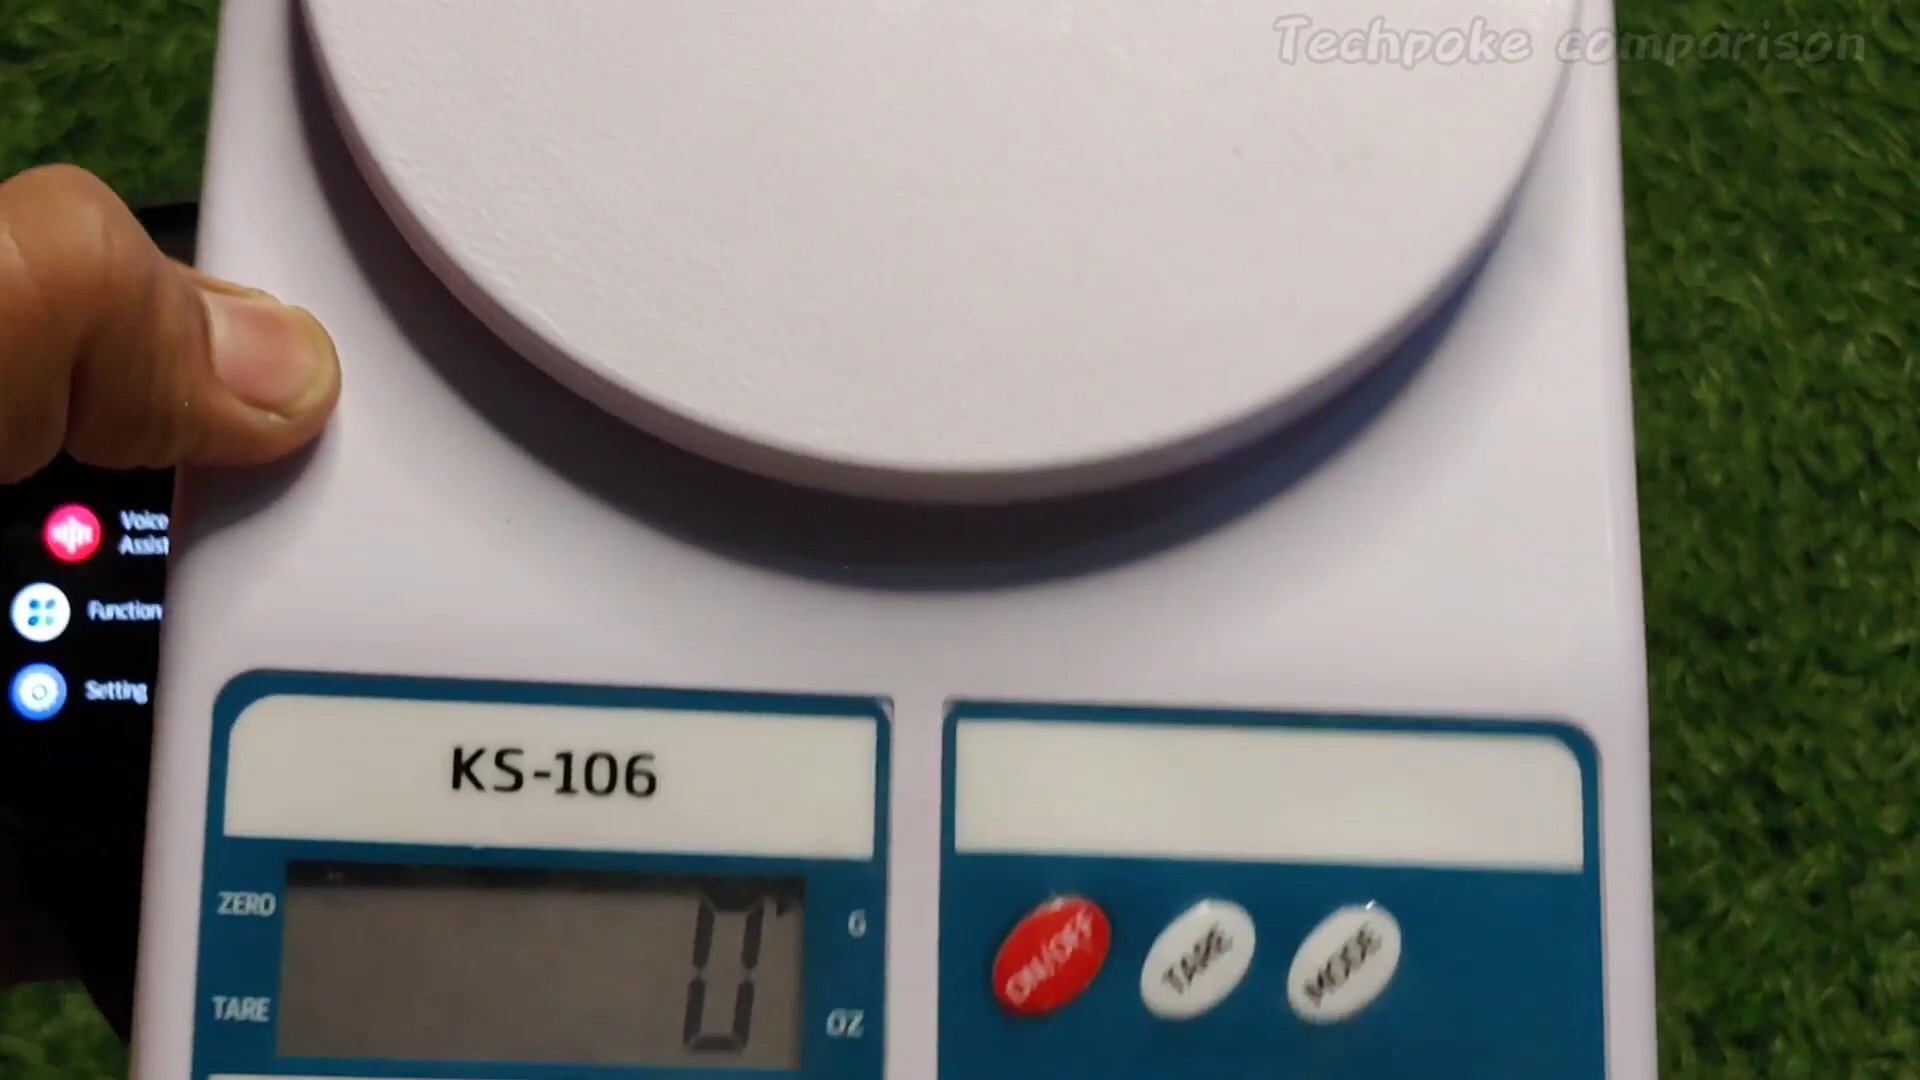 Techpoke comparison
Voice
Assist
Function
Setting
KS-106
ZERO
TARE
0
G
OZ
ON/OFF
TARE
MODE